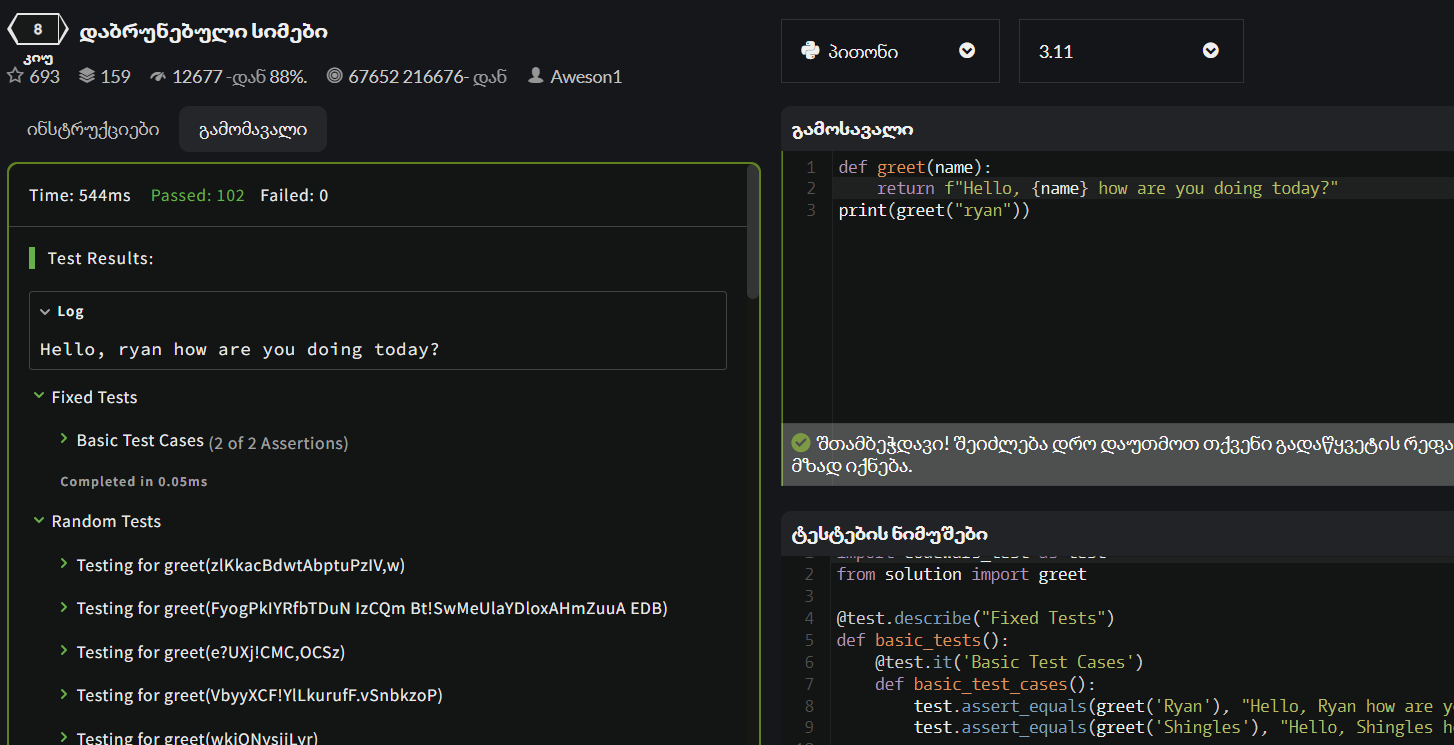 8 კიუ დაბრუნებული სიმები
693 159 12677 -დან 88%. 67652 216676- დან Aweson1
ინსტრუქციები გამომავალი
Time: 544ms Passed: 102 Failed: 0
Test Results:
Log
Hello, ryan how are you doing today?
Fixed Tests
Basic Test Cases (2 of 2 Assertions)
Completed in 0.05ms
Random Tests
Testing for greet(zlKkacBdwtAbptuPzIV,w)
Testing for greet(FyogPkIYRfbTDuN IzCQm Bt!SwMeUlaYDloxAHmZuuA EDB)
Testing for greet(e?UXj!CMC,OCSz)
Testing for greet(VbyyXCF!YlLkurufF.vSnbkzoP)
Testing for
პითონი 3.11
გამოსავალი
1 def greet(name):
2 return f"Hello, {name} how are you doing today?"
3 print(greet("ryan"))
შთამბეჭდავი! შეიძლება დრო დაუთმოთ თქვენი გადაწყვეტის რეფა
მზად იქნება.
ტესტების ნიმუშები
2 from solution import greet
3
4 @test.describe("Fixed Tests")
5 def basic_tests():
6 @test.it('Basic Test Cases')
7 def basic_test_cases():
8 test.assert_equals(greet('Ryan'), "Hello, Ryan how are y
9 test.assert_equals(greet('Shingles'), "Hello, Shingles h